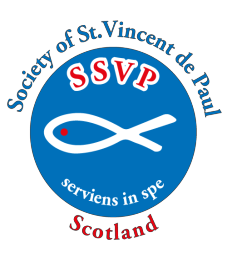 Society of St.Vincent de Paul
SSVP
serviens in spe
Scotland